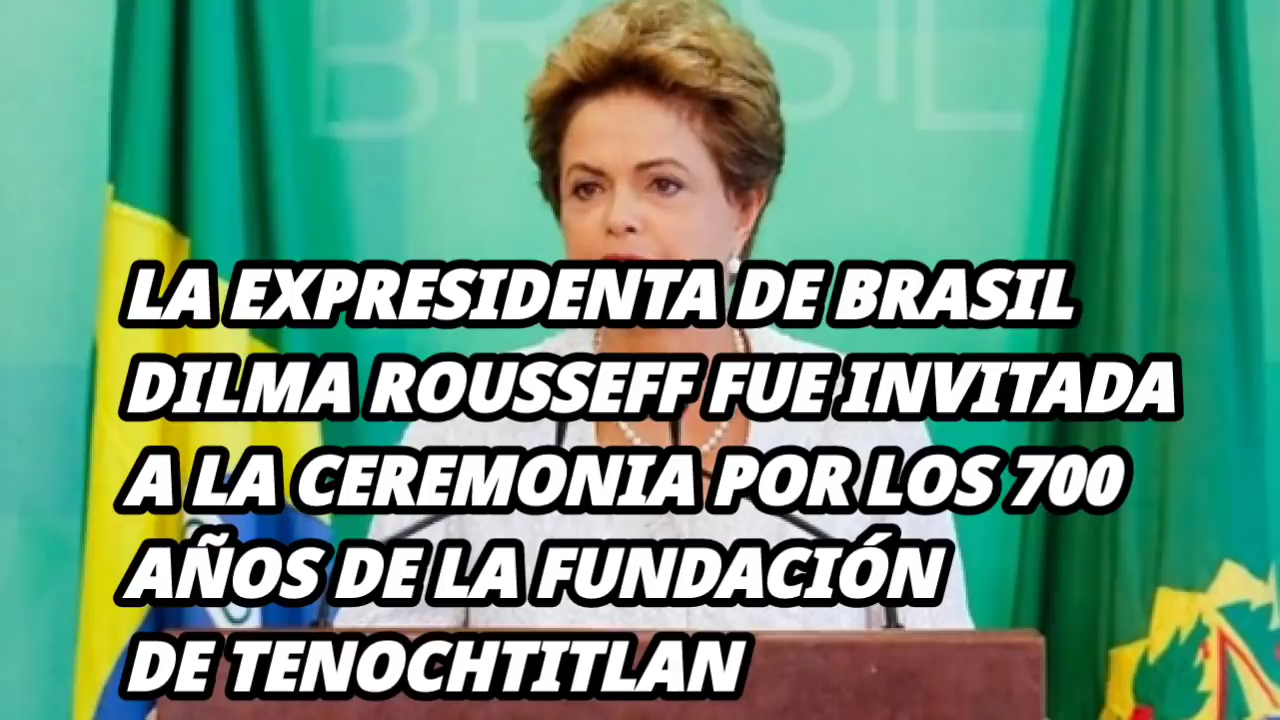 BRASIL
LA EXPRESIDENTA DE BRASIL
DILMA ROUSSEFF FUE INVITADA
A LA CEREMONIA POR LOS 700
AÑOS DE LA FUNDACIÓN
DE TENOCHTITLAN